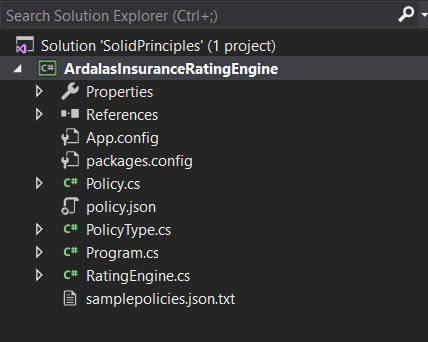 Search Solution Explorer (Ctrl+;)
Solution 'SolidPrinciples' (1 project)
C# ArdalasInsuranceRatingEngine
Properties
References
App.config
packages.config
C# Policy.cs
policy.json
C# PolicyType.cs
C# Program.cs
C# RatingEngine.cs
samplepolicies.json.txt